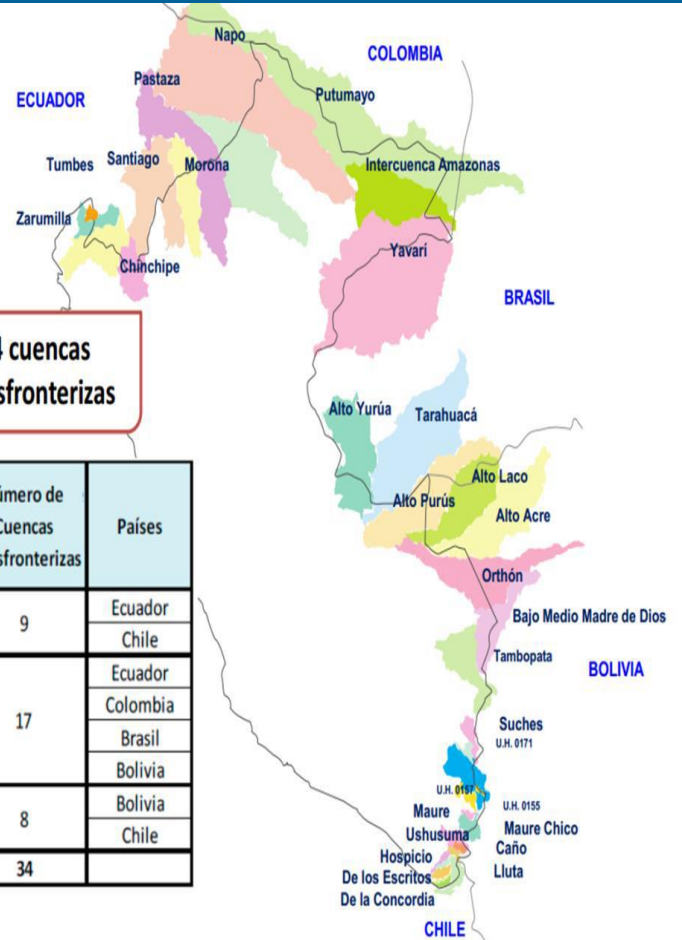 Napo
COLOMBIA
Pastaza
ECUADOR
Putumayo
Tumbes
Santiago
Morona
Intercuenca Amazonas
Zarumilla
Yavarí
Chinchipe
BRASIL
cuencas
sfronterizas
Alto Yurúa
Tarahuacá
Alto Laco
Alto Purús
Alto Acre
Orthón
Bajo Medio Madre de Dios
Tambopata
BOLIVIA
Suches
U.H. 0171
U.H. 0157
U.H. 0155
Maure
Maure Chico
Ushusuma
Caño
Hospicio
Lluta
De los Escritos
De la Concordia
CHILE
úmero de
Cuencas
sfronterizas
Países
9
Ecuador
Chile
17
Ecuador
Colombia
Brasil
Bolivia
8
Bolivia
Chile
34